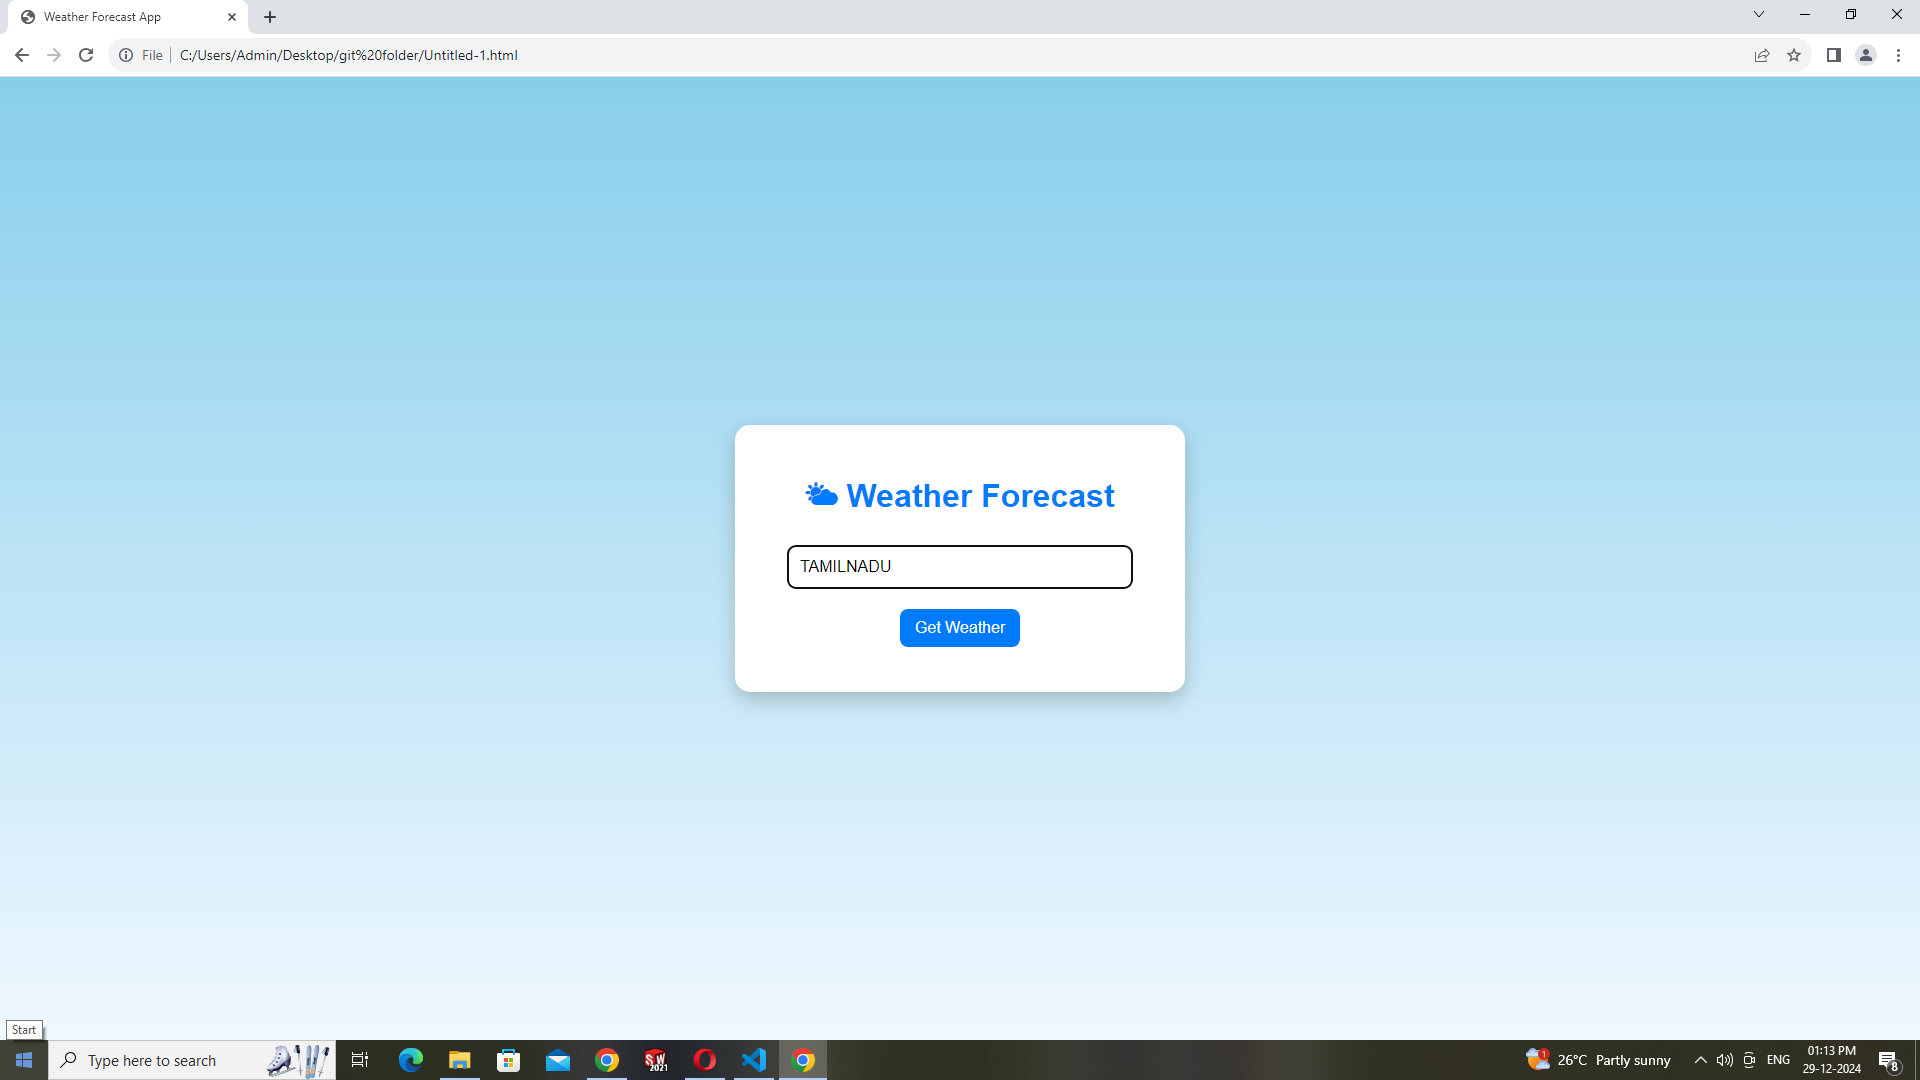 Weather Forecast App
File
C:/Users/Admin/Desktop/git%20folder/Untitled-1.html
Weather Forecast
TAMILNADU
Get Weather
Start
Type here to search
SW
2021
1
26°C Partly sunny
ENG
01:13 PM
29-12-2024
8